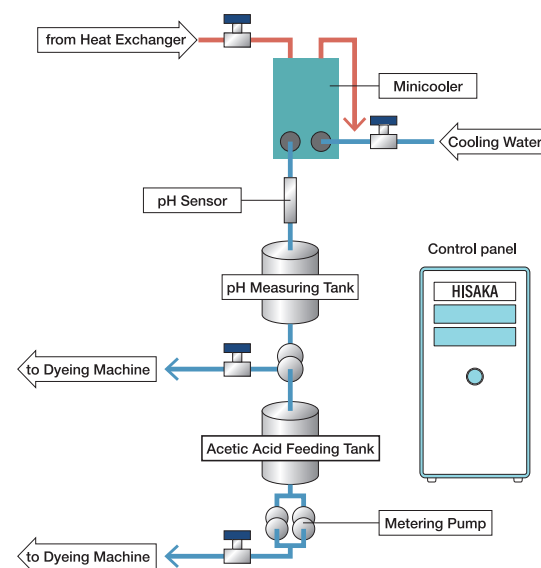 from Heat Exchanger
Minicooler
Cooling Water
pH Sensor
Control panel
HISAKA
pH Measuring Tank
to Dyeing Machine
Acetic Acid Feeding Tank
Metering Pump
to Dyeing Machine